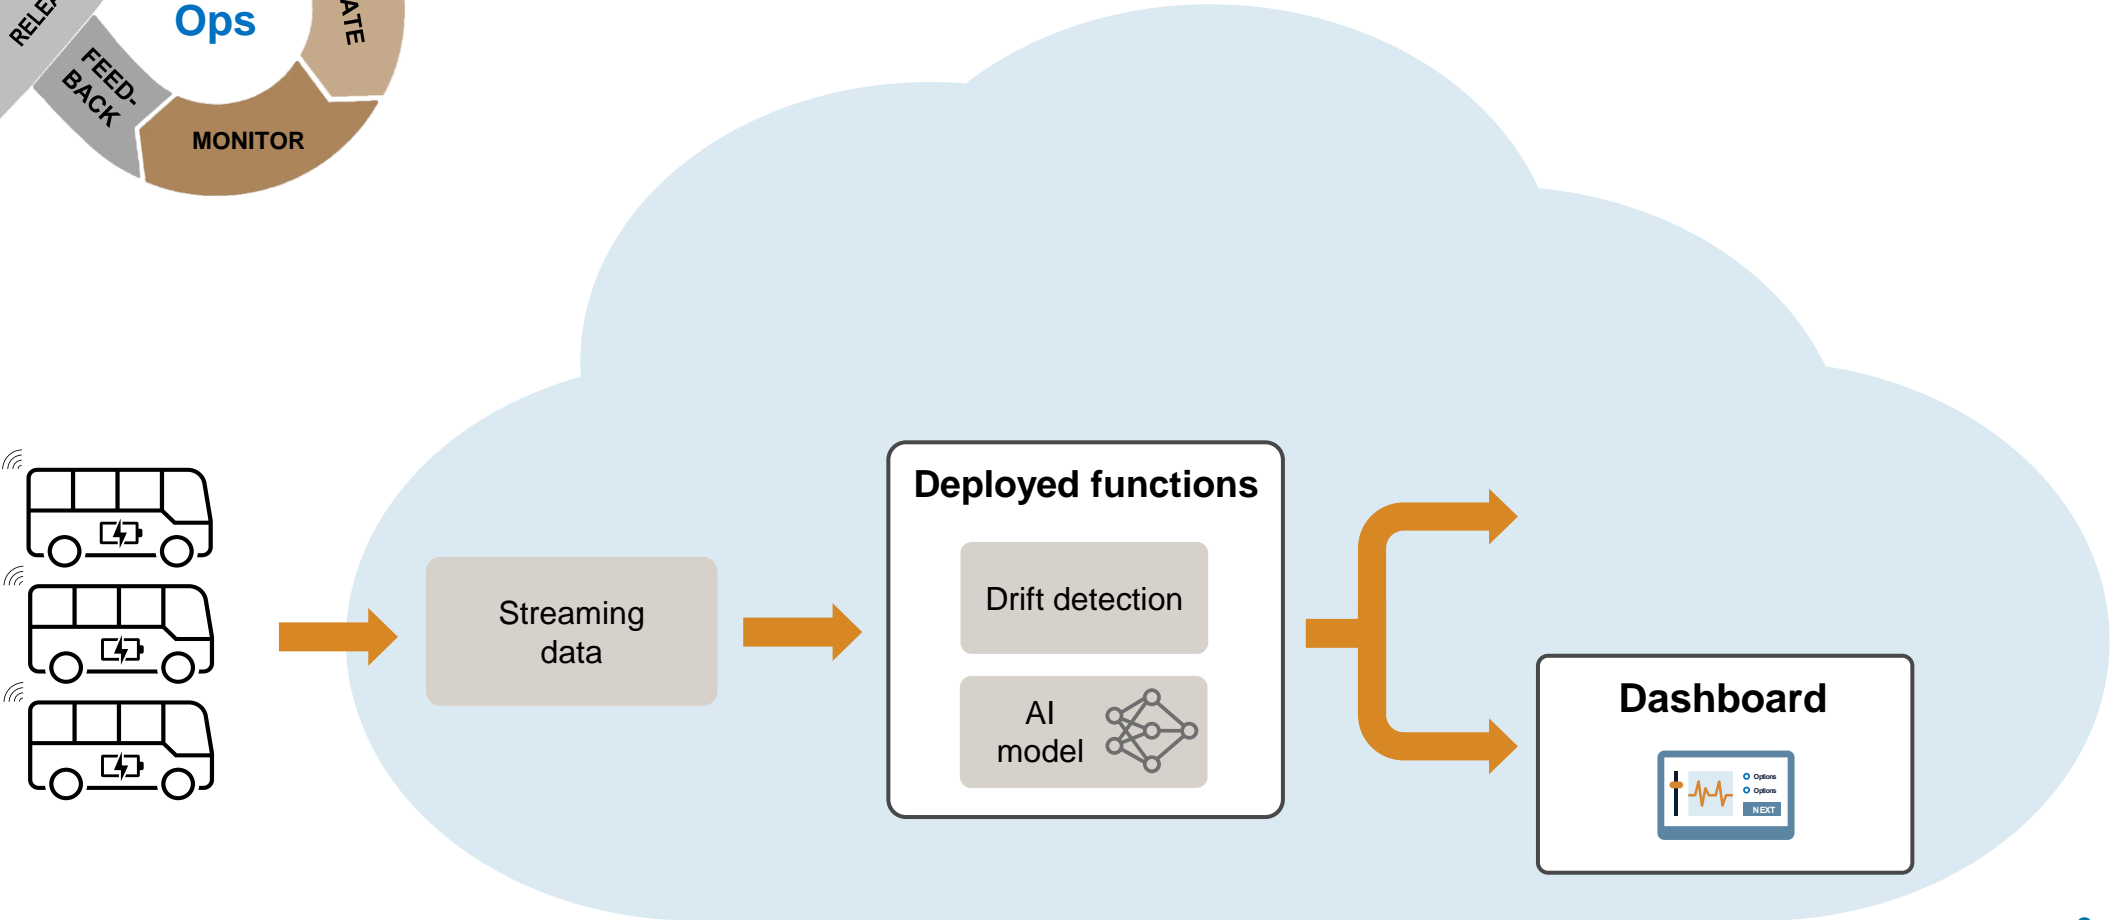 Ops
FEED-
BACK
MONITOR
Deployed functions
Streaming
data
Drift detection
AI
model
Dashboard
Options
Options
NEXT